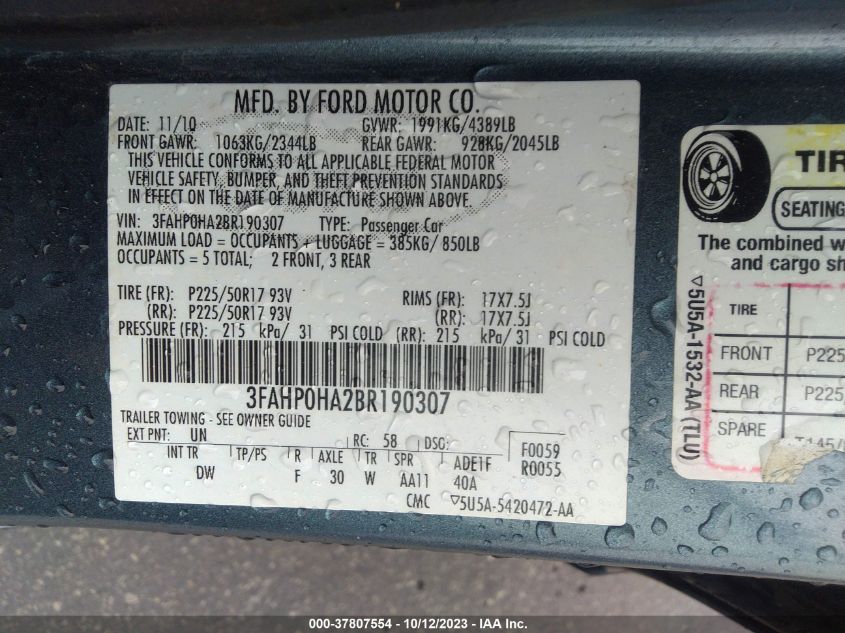 MFD. BY FORD MOTOR CO.
DATE: 11/10 GVWR: 1991KG/4389LB
FRONT GAWR: 1063KG/2344LB REAR GAWR: 928KG/2045LB
THIS VEHICLE CONFORMS TO ALL APPLICABLE FEDERAL MOTOR
VEHICLE SAFETY, BUMPER, AND THEFT PREVENTION STANDARDS
IN EFFECT ON THE DATE OF MANUFACTURE SHOWN ABOVE.
VIN: 3FAHP0HA2BR190307 TYPE: Passenger Car
MAXIMUM LOAD = OCCUPANTS + LUGGAGE = 385KG/ 850LB
OCCUPANTS = 5 TOTAL; 2 FRONT, 3 REAR
TIRE (FR): P225/50R17 93V RIMS (FR): 17X7.5J
(RR): P225/50R17 93V (RR): 17X7.5J
PRESSURE (FR): 215 kPa/ 31 PSI COLD (RR): 215 kPa/ 31 PSI COLD
3FAHP0HA2BR190307
TRAILER TOWING - SEE OWNER GUIDE
EXT PNT: UN RC: 58 DSO: F0059
R0055
INT TR TP/PS R AXLE TR SPR ADE1F
DW F 30 W AA11 40A
CMC ▽5U5A-5420472-AA
TIR
SEATING
The combined w
and cargo sh
▽5U5A-1532-AA (TLU)
TIRE
FRONT P225
REAR P225
SPARE T145/
000-37807554 - 10/12/2023 - IAA Inc.